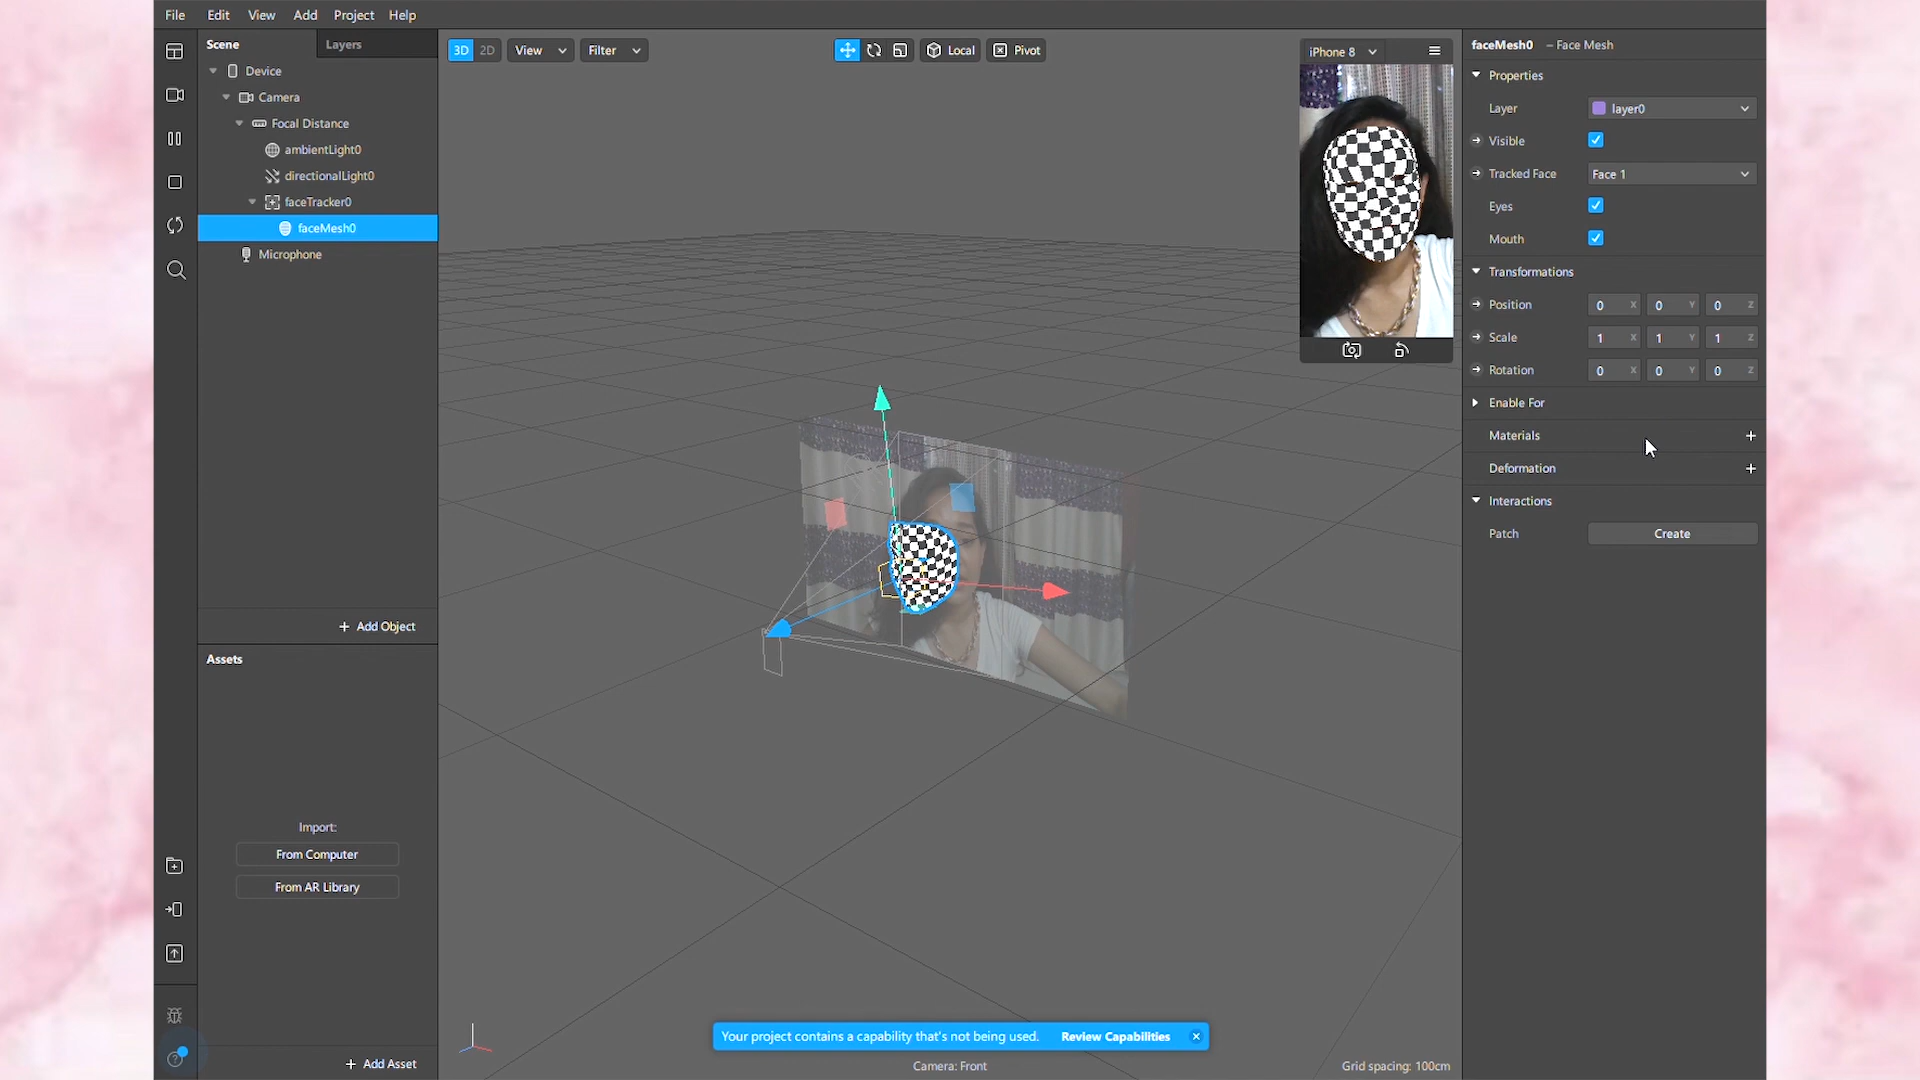 File Edit View Add Project Help
Scene Layers
Device
Camera
Focal Distance
ambientLight0
directionalLight0
faceTracker0
faceMesh0
Microphone
+ Add Object
Assets
Import:
From Computer
From AR Library
+ Add Asset
3D 2D View Filter Local Pivot
iPhone 8
Your project contains a capability that's not being used. Review Capabilities
Camera: Front
Grid spacing: 100cm
faceMesh0 – Face Mesh
Properties
Layer layer0
Visible
Tracked Face Face 1
Eyes
Mouth
Transformations
Position 0 X 0 Y 0 Z
Scale 1 X 1 Y 1 Z
Rotation 0 X 0 Y 0 Z
Enable For
Materials +
Deformation +
Interactions
Patch Create